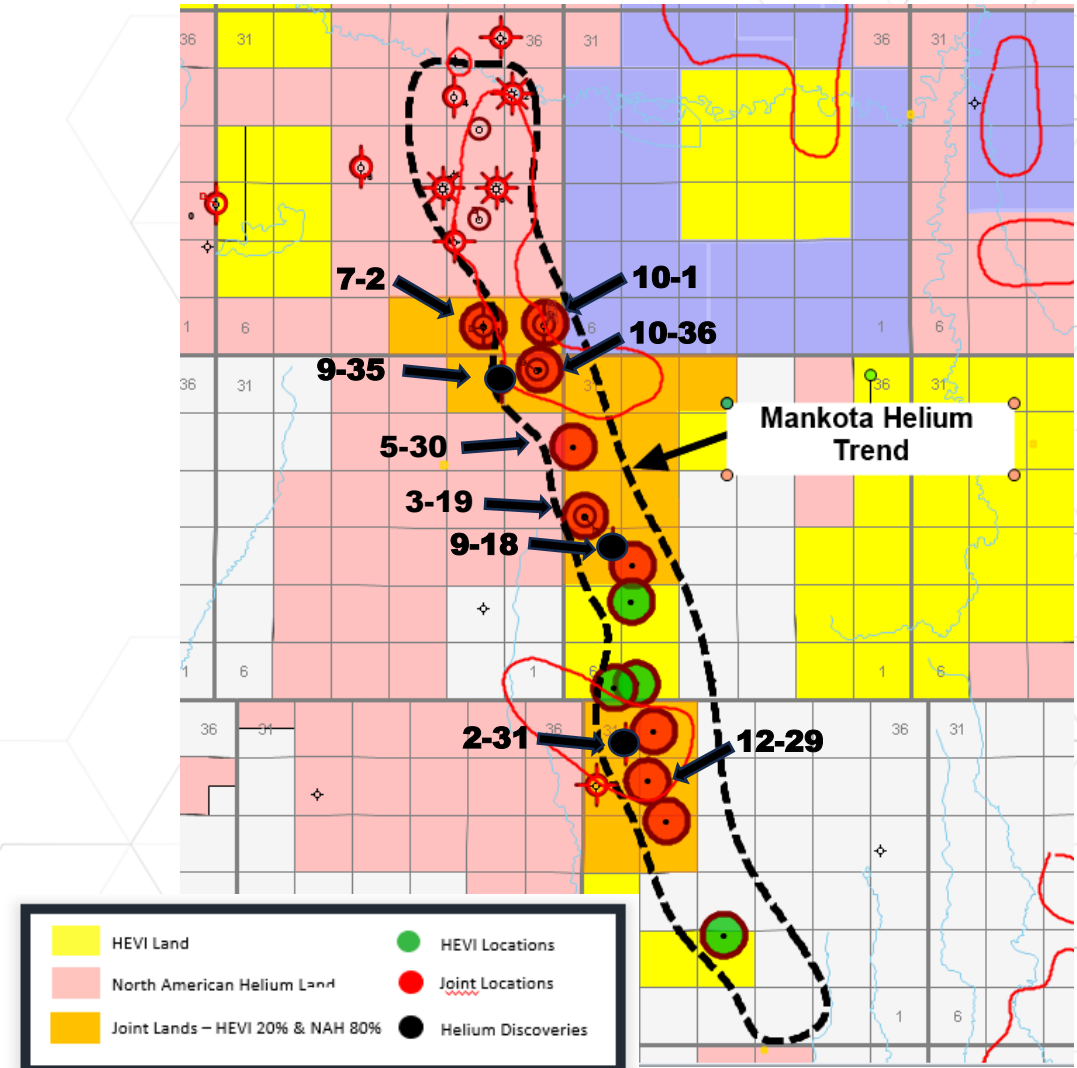 36 31 36 31 36 31
7-2
10-1
1 6 6 1 6
10-36
9-35
36 31 31 36 31
Mankota Helium
Trend
5-30
3-19
9-18
1 6 1 6 1 6
36 31 36 31 36 31
2-31
12-29
1 6
HEVI Land
HEVI Locations
North American Helium Land
Joint Locations
Joint Lands – HEVI 20% & NAH 80%
Helium Discoveries